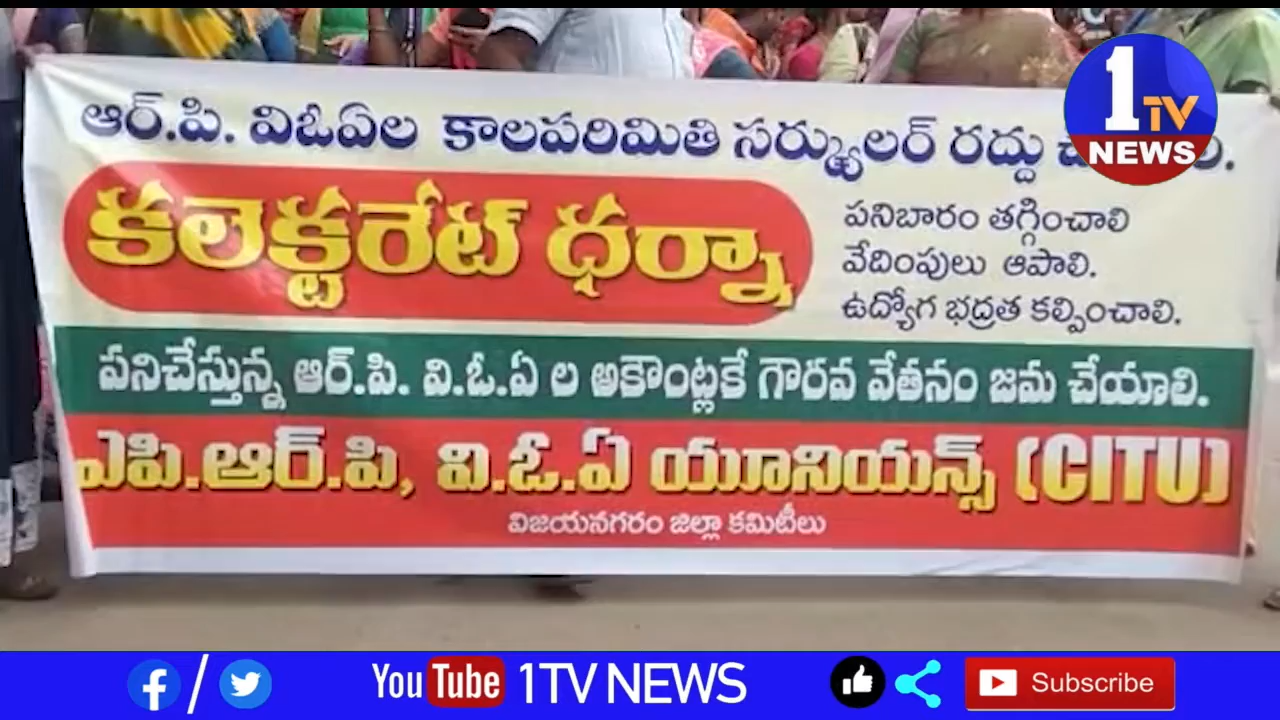 ఆర్.పి. విఓఏల కాలపరిమితి సర్క్యులర్ రద్దు
1TV
NEWS
కలెక్టరేట్ ధర్నా
పనిబారం తగ్గించాలి
వేదింపులు ఆపాలి.
ఉద్యోగ భద్రత కల్పించాలి.
పనిచేస్తున్న ఆర్.పి. వి.ఓ.ఏ ల అకౌంట్లకే గౌరవ వేతనం జమ చేయాలి.
ఎపి.ఆర్.పి, వి.ఓ.ఏ యూనియన్స్ (CITU)
విజయనగరం జిల్లా కమిటీలు
YouTube 1TV NEWS
Subscribe